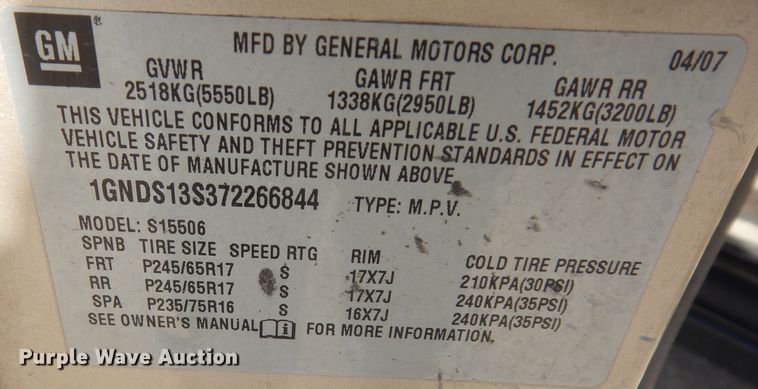 GM
MFD BY GENERAL MOTORS CORP. 04/07
GVWR GAWR FRT GAWR RR
2518KG(5550LB) 1338KG(2950LB) 1452KG(3200LB)
THIS VEHICLE CONFORMS TO ALL APPLICABLE U.S. FEDERAL MOTOR
VEHICLE SAFETY AND THEFT PREVENTION STANDARDS IN EFFECT ON
THE DATE OF MANUFACTURE SHOWN ABOVE.
1GNDS13S372266844 TYPE: M.P.V.
MODEL: S15506
SPNB TIRE SIZE SPEED RTG RIM COLD TIRE PRESSURE
FRT P245/65R17 S 17X7J 210KPA(30PSI)
RR P245/65R17 S 17X7J 240KPA(35PSI)
SPA P235/75R16 S 16X7J 240KPA(35PSI)
SEE OWNER'S MANUAL i FOR MORE INFORMATION.
Purple Wave Auction